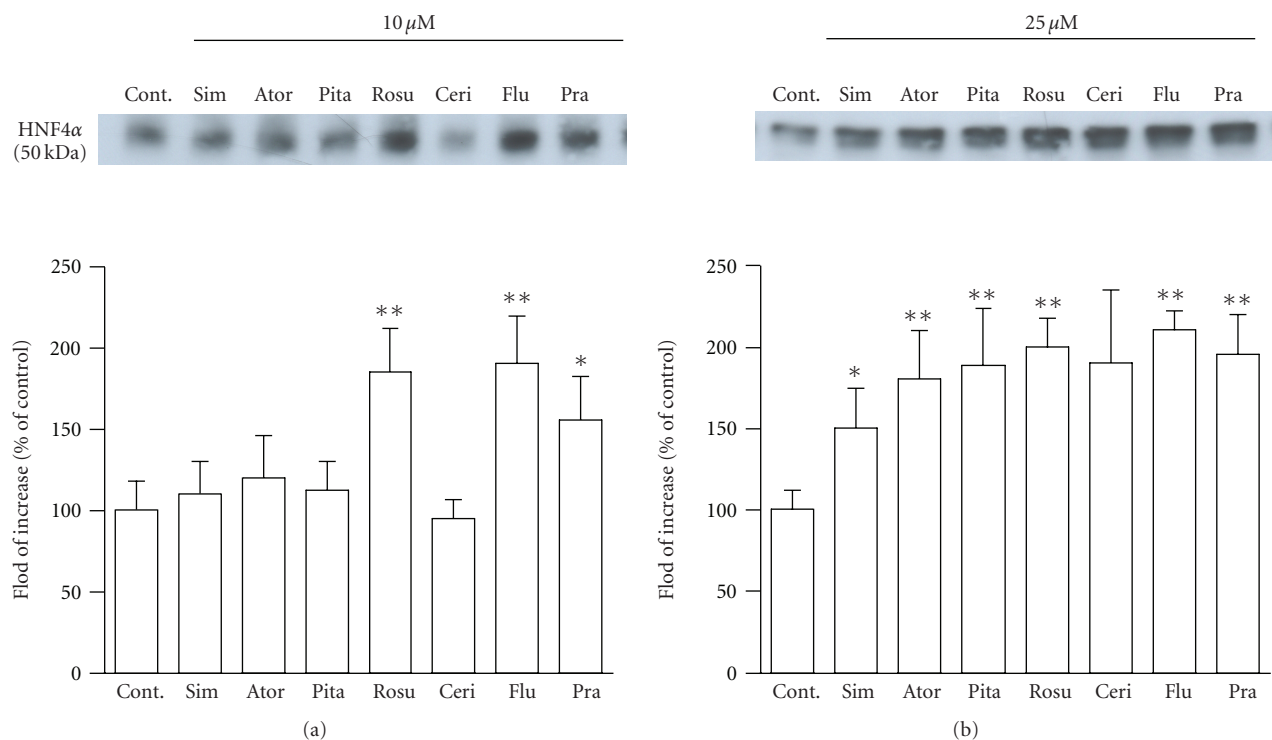 10 μM
Cont. Sim Ator Pita Rosu Ceri Flu Pra
HNF4α
(50 kDa)
250
200
150
100
50
0
Flod of increase (% of control)
** ** *
Cont. Sim Ator Pita Rosu Ceri Flu Pra
(a)
25 μM
Cont. Sim Ator Pita Rosu Ceri Flu Pra
250
200
150
100
50
0
Flod of increase (% of control)
* ** ** ** ** **
Cont. Sim Ator Pita Rosu Ceri Flu Pra
(b)